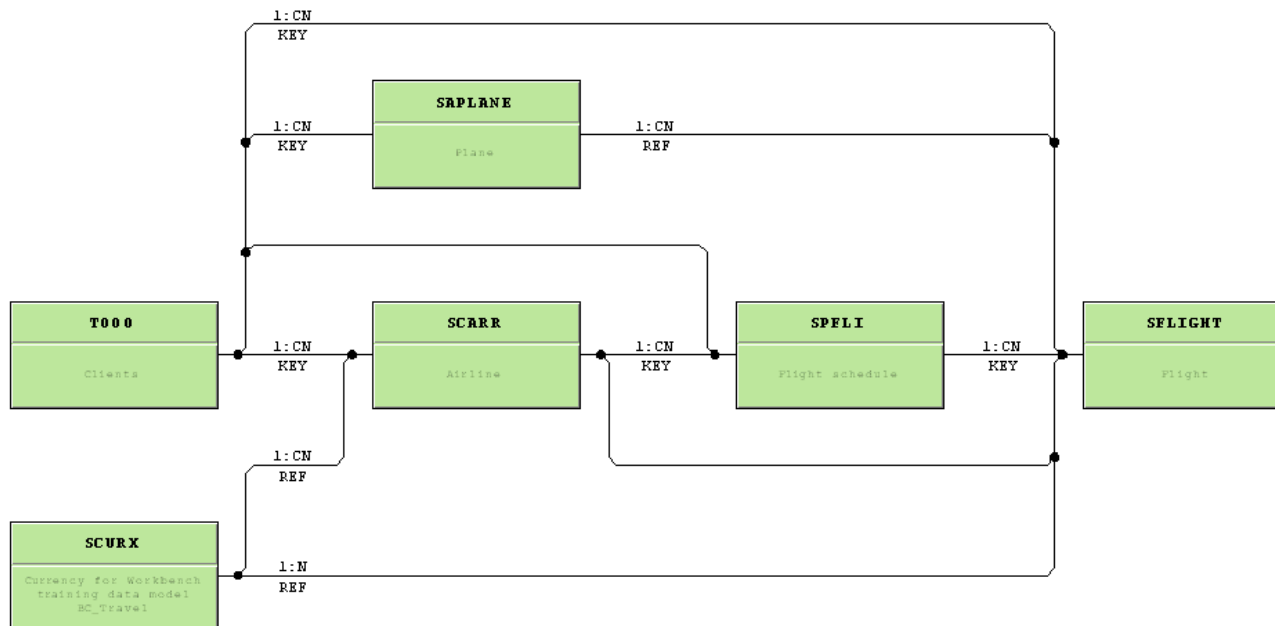 1:CN
KEY
SAPLANE
Plane
1:CN
KEY
1:CN
REF
T000
Clients
1:CN
KEY
SCARR
Airline
1:CN
KEY
SPFLI
Flight schedule
1:CN
KEY
SFLIGHT
Flight
1:CN
REF
SCURX
Currency for Workbench
training data model
BC_Travel
1:N
REF